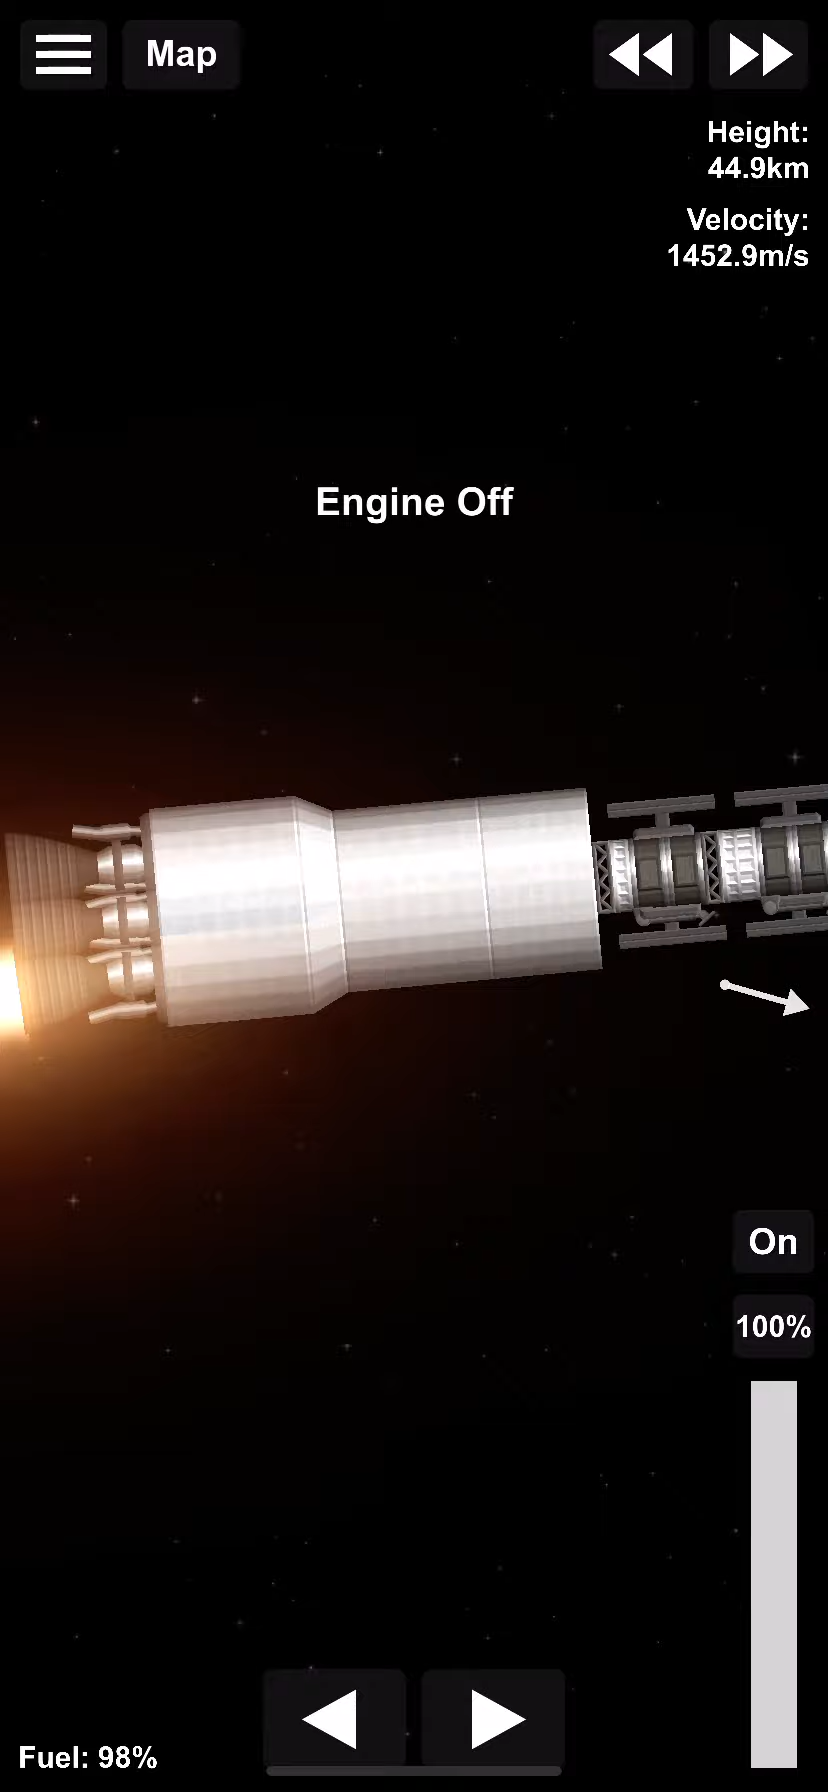 Map
Height:
44.9km
Velocity:
1452.9m/s
Engine Off
On
100%
Fuel: 98%